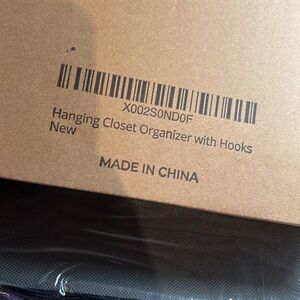 X002S0ND0F
Hanging Closet Organizer with Hooks
New
MADE IN CHINA